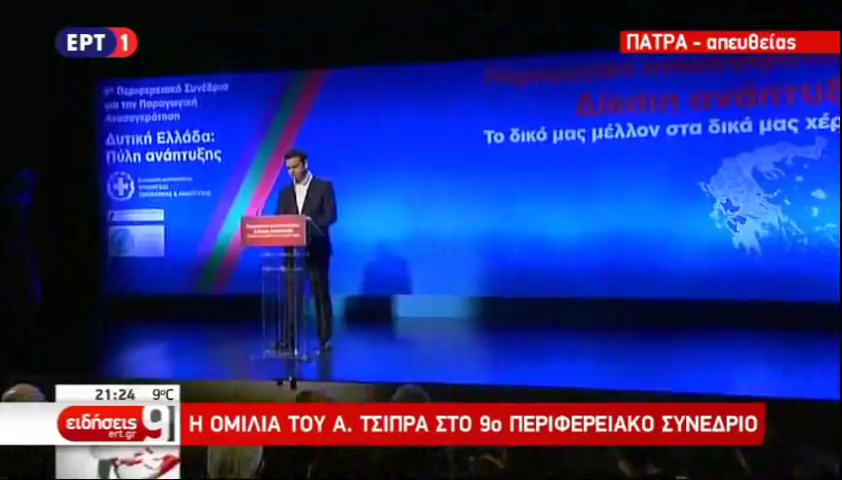 ΕΡΤ 1
ΠΑΤΡΑ - απευθείας
9ο Περιφερειακό Συνέδριο
για την Παραγωγική
Ανασυγκρότηση
Δυτική Ελλάδα:
Πύλη ανάπτυξης
Δίκαιη ανάπτυξ
Το δικό μας μέλλον στα δικά μας χέρ
21:24 9°C
ειδήσεις 9
ert.gr
Η ΟΜΙΛΙΑ ΤΟΥ Α. ΤΣΙΠΡΑ ΣΤΟ 9ο ΠΕΡΙΦΕΡΕΙΑΚΟ ΣΥΝΕΔΡΙΟ